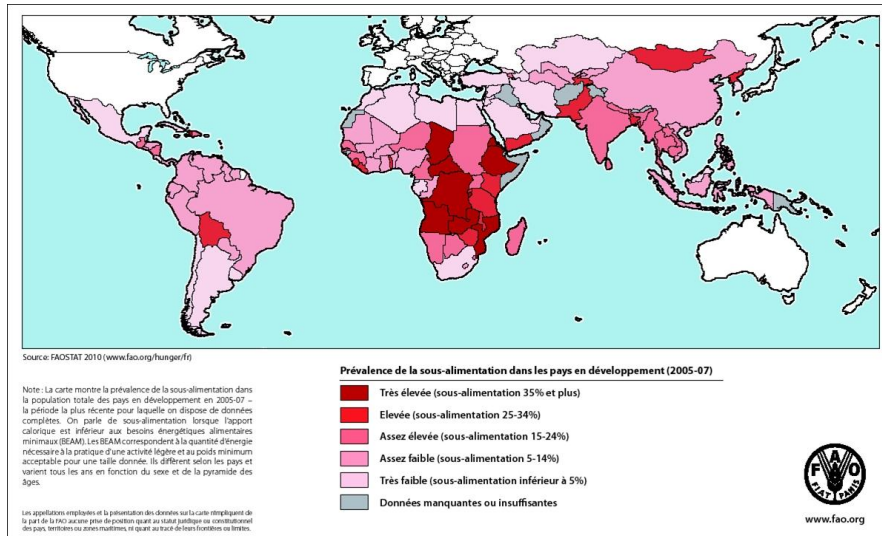 Source: FAOSTAT 2010 (www.fao.org/hunger/fr)
Note : La carte montre la prévalence de la sous-alimentation dans
la population totale des pays en développement en 2005-07 –
la période la plus récente pour laquelle on dispose de données
complètes. On parle de sous-alimentation lorsque l'apport
calorique est inférieur aux besoins énergétiques alimentaires
minimaux (BEAM). Les BEAM correspondent à la quantité d'énergie
nécessaire à la pratique d'une activité légère et au poids minimum
acceptable pour une taille donnée. Ils diffèrent selon les pays et
varient tous les ans en fonction du sexe et de la pyramide des
âges.
Les appellations employées et la présentation des données sur la carte n'impliquent de
la part de la FAO aucune prise de position quant au statut juridique ou constitutionnel
des pays, territoires ou zones maritimes, ni quant au tracé de leurs frontières ou limites.
Prévalence de la sous-alimentation dans les pays en développement (2005-07)
Très élevée (sous-alimentation 35% et plus)
Elevée (sous-alimentation 25-34%)
Assez élevée (sous-alimentation 15-24%)
Assez faible (sous-alimentation 5-14%)
Très faible (sous-alimentation inférieur à 5%)
Données manquantes ou insuffisantes
F A O
FIAT PANIS
www.fao.org